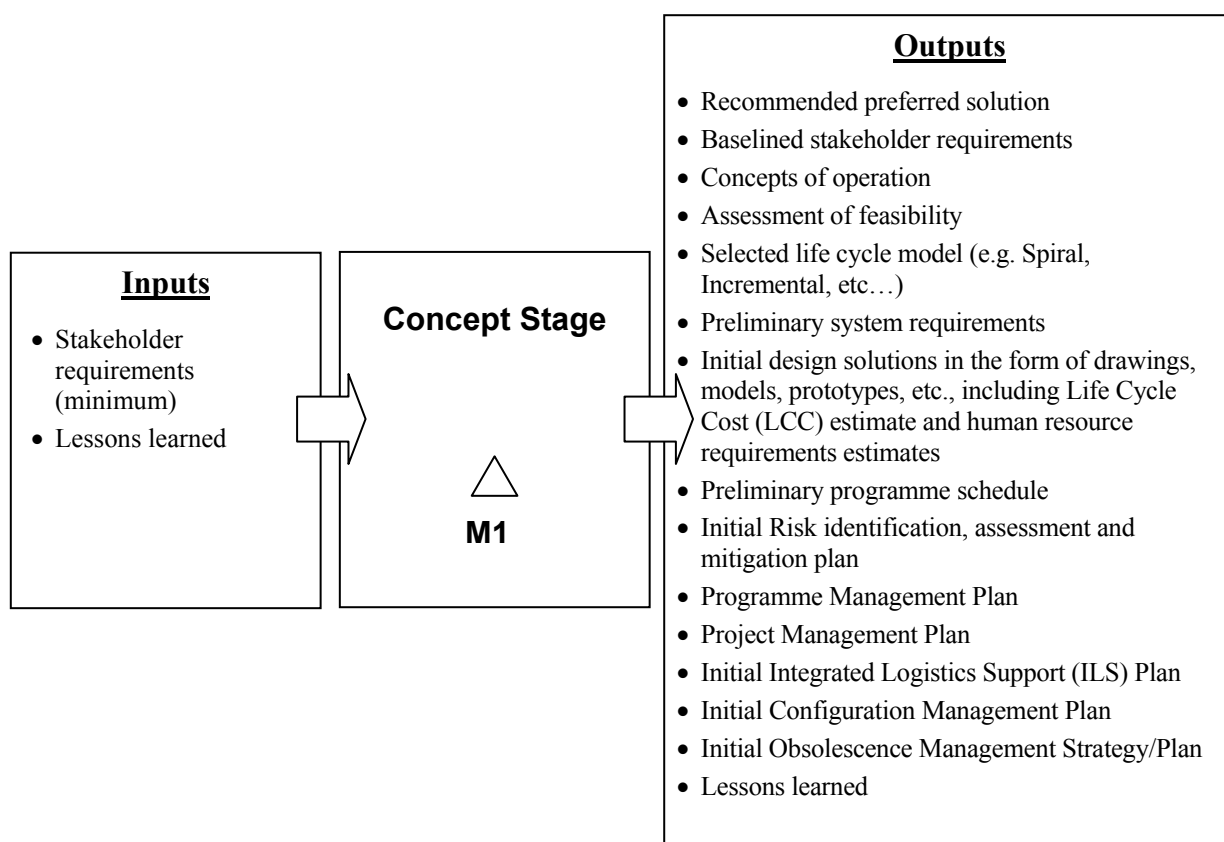 Inputs
• Stakeholder
requirements
(minimum)
• Lessons learned
Concept Stage
M1
Outputs
• Recommended preferred solution
• Baselined stakeholder requirements
• Concepts of operation
• Assessment of feasibility
• Selected life cycle model (e.g. Spiral,
Incremental, etc…)
• Preliminary system requirements
• Initial design solutions in the form of drawings,
models, prototypes, etc., including Life Cycle
Cost (LCC) estimate and human resource
requirements estimates
• Preliminary programme schedule
• Initial Risk identification, assessment and
mitigation plan
• Programme Management Plan
• Project Management Plan
• Initial Integrated Logistics Support (ILS) Plan
• Initial Configuration Management Plan
• Initial Obsolescence Management Strategy/Plan
• Lessons learned